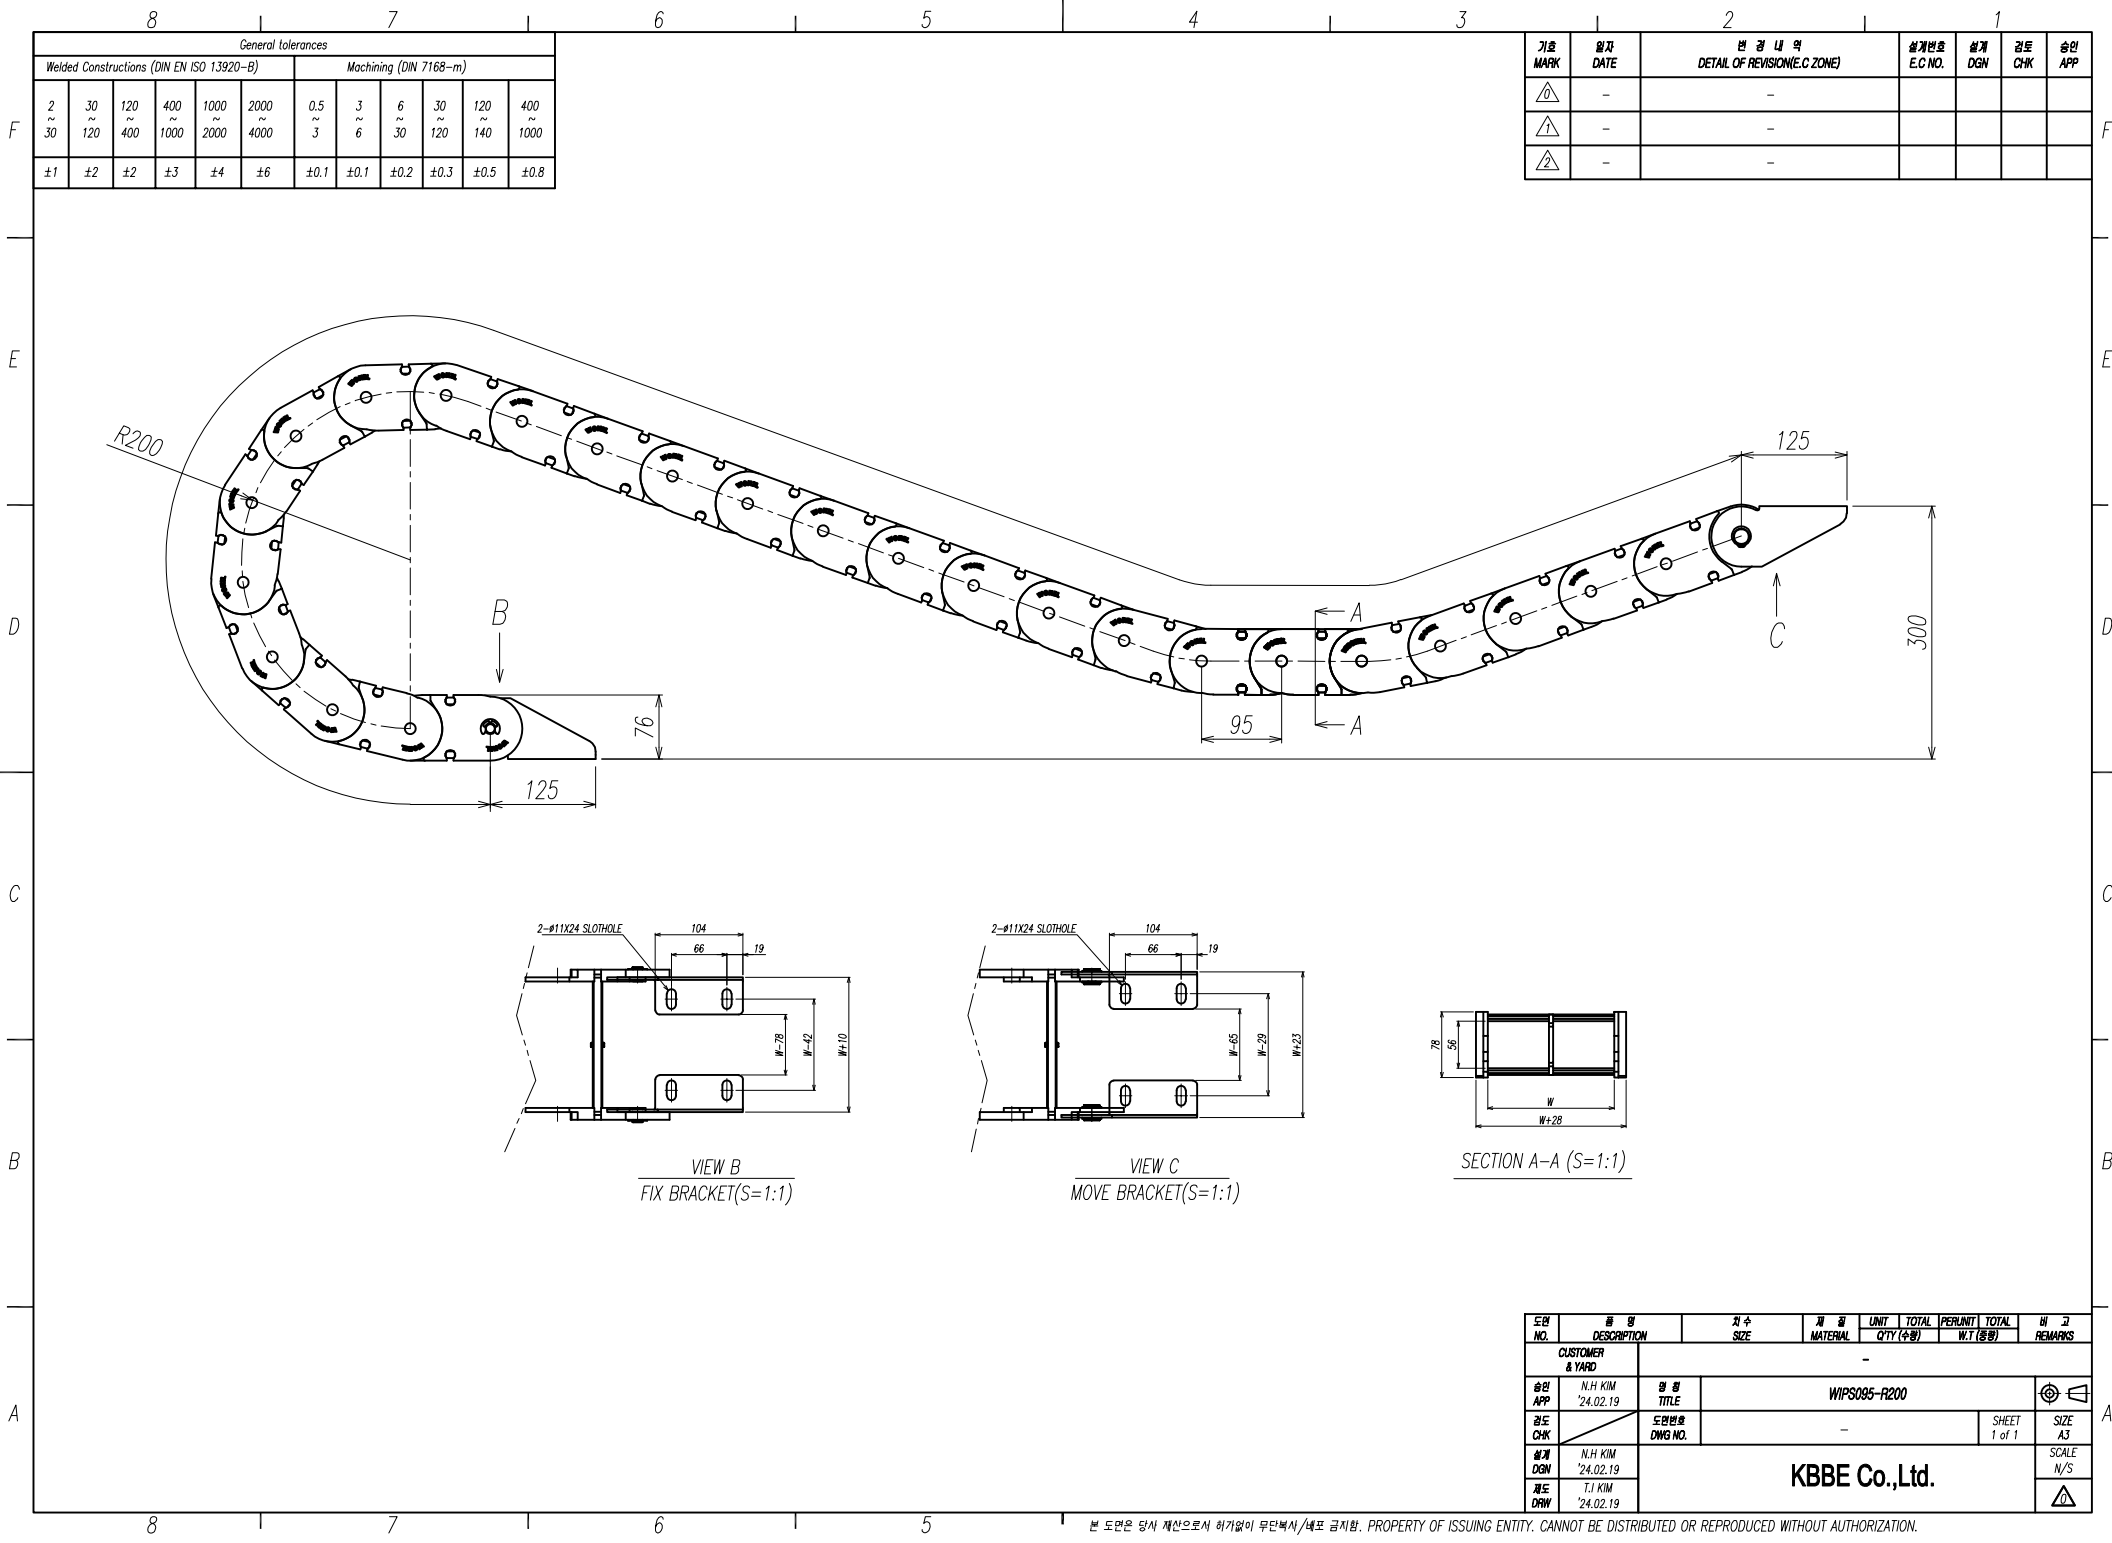 8 7 6 5 4 3 2 1
General tolerances
Welded Constructions (DIN EN ISO 13920-B) Machining (DIN 7168-m)
2 30 120 400 1000 2000 0.5 3 6 30 120 400
~ ~ ~ ~ ~ ~ ~ ~ ~ ~ ~ ~
30 120 400 1000 2000 4000 3 6 30 120 140 1000
±1 ±2 ±2 ±3 ±4 ±6 ±0.1 ±0.1 ±0.2 ±0.3 ±0.5 ±0.8
기호 일자 변 경 내 역 설계번호 설계 검토 승인
MARK DATE DETAIL OF REVISION(E.C ZONE) E.C NO. DGN CHK APP
0 - -
1 - -
2 - -
F F
E E
R200
125
B
A
D D
C
300
76
95
A
125
C C
2-ø11X24 SLOTHOLE 104
66 19
W-78 W-42 W+10
VIEW B
FIX BRACKET(S=1:1)
2-ø11X24 SLOTHOLE 104
66 19
W-65 W-29 W+23
VIEW C
MOVE BRACKET(S=1:1)
78 56
W
W+28
SECTION A-A (S=1:1)
B B
A A
도면 품 명 치 수 재 질 UNIT TOTAL PERUNIT TOTAL 비 고
NO. DESCRIPTION SIZE MATERIAL Q'TY (수량) W.T (중량) REMARKS
CUSTOMER
& YARD
-
승인 N.H KIM 명 칭
APP '24.02.19 TITLE
WIPS095-R200
검도 도면번호 SHEET SIZE
CHK DWG NO. - 1 of 1 A3
설계 N.H KIM SCALE
DGN '24.02.19 N/S
KBBE Co.,Ltd.
제도 T.I KIM
DRW '24.02.19
0
8 7 6 5
본 도면은 당사 재산으로서 허가없이 무단복사/배포 금지함. PROPERTY OF ISSUING ENTITY. CANNOT BE DISTRIBUTED OR REPRODUCED WITHOUT AUTHORIZATION.